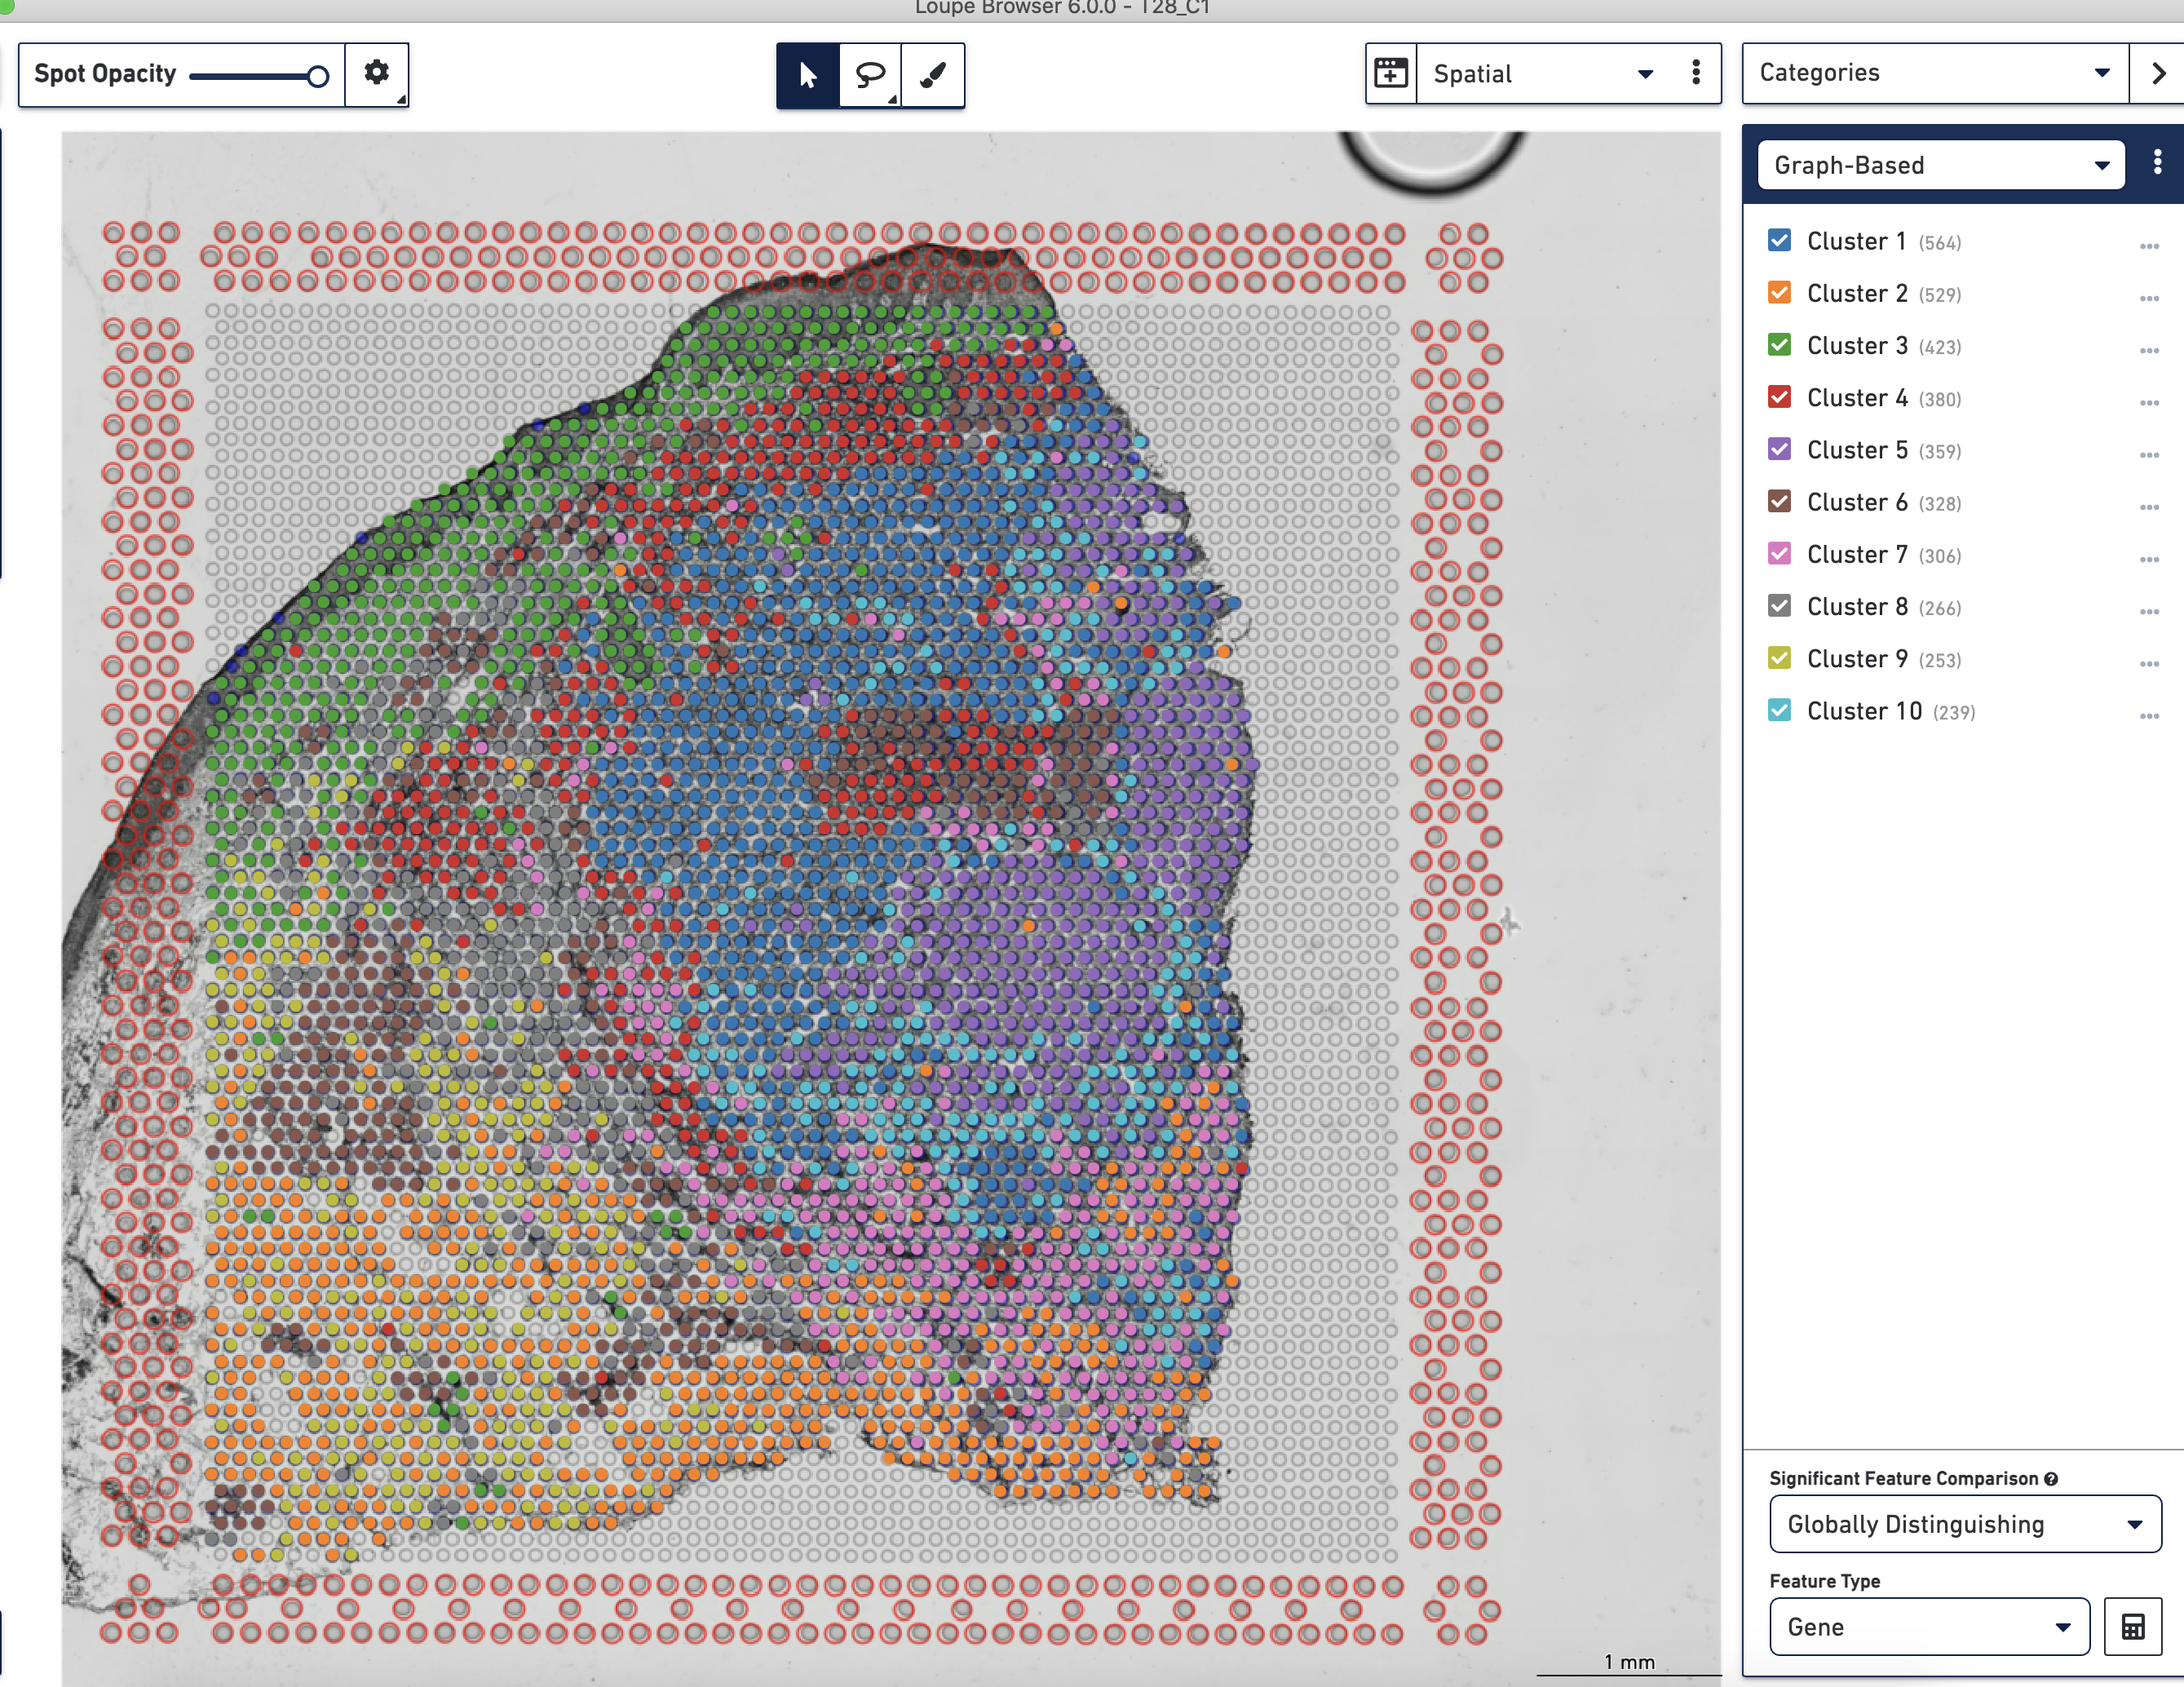 Loupe Browser 6.0.0 - T28_C1
Spot Opacity
Spatial
Categories
Graph-Based
Cluster 1 (564)
Cluster 2 (529)
Cluster 3 (423)
Cluster 4 (380)
Cluster 5 (359)
Cluster 6 (328)
Cluster 7 (306)
Cluster 8 (266)
Cluster 9 (253)
Cluster 10 (239)
Significant Feature Comparison
Globally Distinguishing
Feature Type
Gene
1 mm